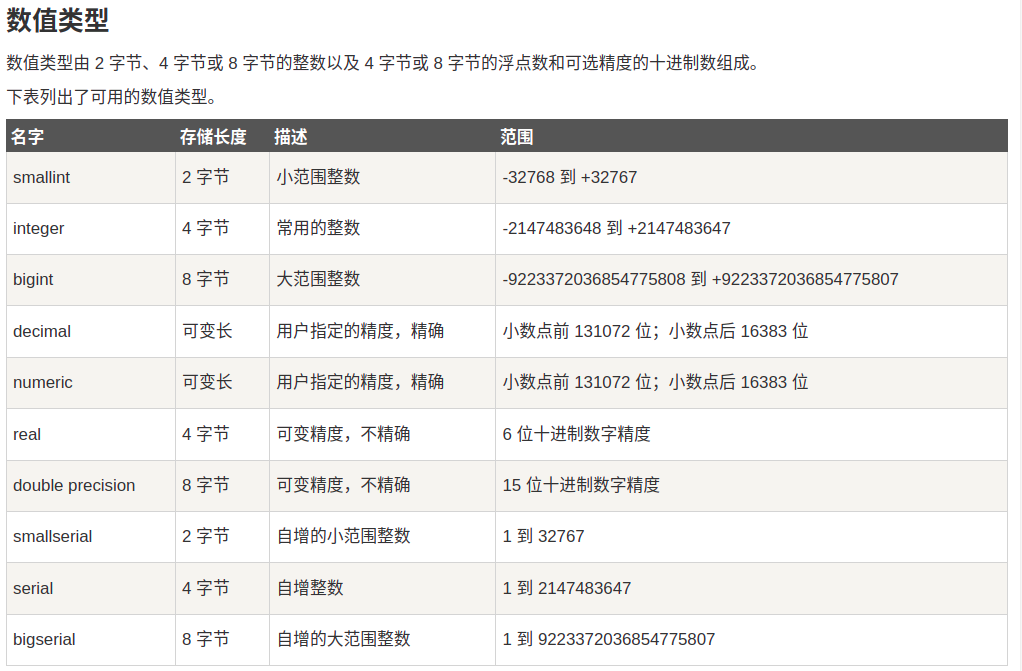 数值类型
数值类型由 2 字节、4 字节或 8 字节的整数以及 4 字节或 8 字节的浮点数和可选精度的十进制数组成。
下表列出了可用的数值类型。
名字 存储长度 描述 范围
smallint 2 字节 小范围整数 -32768 到 +32767
integer 4 字节 常用的整数 -2147483648 到 +2147483647
bigint 8 字节 大范围整数 -9223372036854775808 到 +9223372036854775807
decimal 可变长 用户指定的精度，精确 小数点前 131072 位；小数点后 16383 位
numeric 可变长 用户指定的精度，精确 小数点前 131072 位；小数点后 16383 位
real 4 字节 可变精度，不精确 6 位十进制数字精度
double precision 8 字节 可变精度，不精确 15 位十进制数字精度
smallserial 2 字节 自增的小范围整数 1 到 32767
serial 4 字节 自增整数 1 到 2147483647
bigserial 8 字节 自增的大范围整数 1 到 9223372036854775807